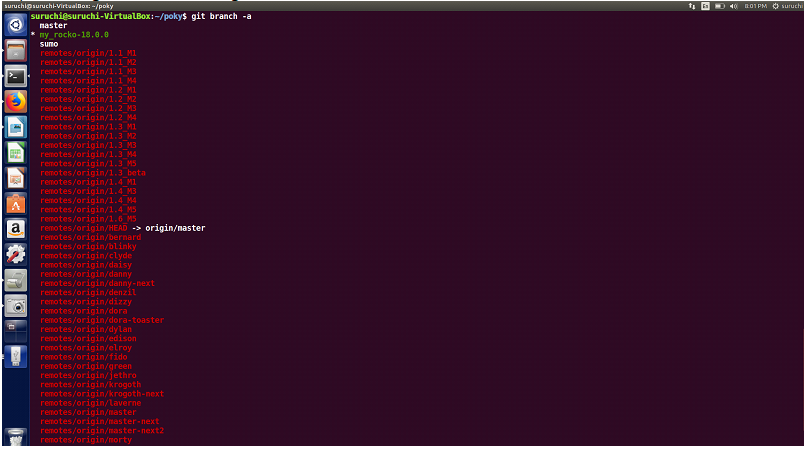 suruchi@suruchi-VirtualBox: ~/poky
En
8:01 PM
suruchi
suruchi@suruchi-VirtualBox:~/poky$ git branch -a
master
* my_rocko-18.0.0
sumo
remotes/origin/1.1_M1
remotes/origin/1.1_M2
remotes/origin/1.1_M3
remotes/origin/1.1_M4
remotes/origin/1.2_M1
remotes/origin/1.2_M2
remotes/origin/1.2_M3
remotes/origin/1.2_M4
remotes/origin/1.3_M1
remotes/origin/1.3_M2
remotes/origin/1.3_M3
remotes/origin/1.3_M4
remotes/origin/1.3_M5
remotes/origin/1.3_beta
remotes/origin/1.4_M1
remotes/origin/1.4_M3
remotes/origin/1.4_M4
remotes/origin/1.4_M5
remotes/origin/1.6_M5
remotes/origin/HEAD -> origin/master
remotes/origin/bernard
remotes/origin/blinky
remotes/origin/clyde
remotes/origin/daisy
remotes/origin/danny
remotes/origin/danny-next
remotes/origin/denzil
remotes/origin/dizzy
remotes/origin/dora
remotes/origin/dora-toaster
remotes/origin/dylan
remotes/origin/edison
remotes/origin/elroy
remotes/origin/fido
remotes/origin/green
remotes/origin/jethro
remotes/origin/krogoth
remotes/origin/krogoth-next
remotes/origin/laverne
remotes/origin/master
remotes/origin/master-next
remotes/origin/master-next2
remotes/origin/morty